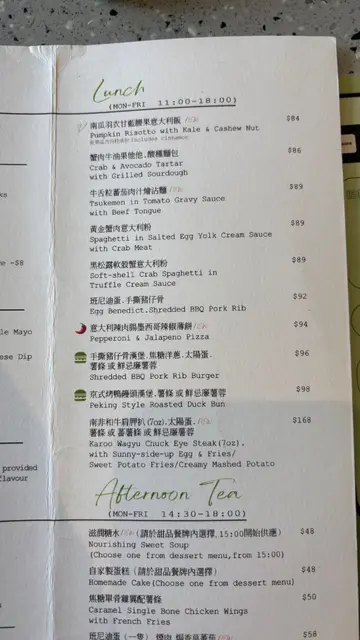 Lunch
(MON-FRI 11:00-18:00)
南瓜羽衣甘藍腰果意大利飯 $84
Pumpkin Risotto with Kale & Cashew Nut
Includes cinnamon
蟹肉牛油果他他.酸種麵包 $86
Crab & Avocado Tartar
with Grilled Sourdough
牛舌粒蕃茄肉汁燴沾麵 $89
Tsukemen in Tomato Gravy Sauce
with Beef Tongue
黃金蟹肉意大利粉 $89
Spaghetti in Salted Egg Yolk Cream Sauce
with Crab Meat
黑松露軟殼蟹意大利粉 $89
Soft-shell Crab Spaghetti in
Truffle Cream Sauce
班尼迪蛋.手撕豬仔骨 $92
Egg Benedict.Shredded BBQ Pork Rib
意大利辣肉腸墨西哥辣椒薄餅 $94
Pepperoni & Jalapeno Pizza
手撕豬仔骨漢堡.焦糖洋蔥.太陽蛋. $96
薯條 或 鮮忌廉薯蓉
Shredded BBQ Pork Rib Burger
京式烤鴨饅頭漢堡.薯條 或 鮮忌廉薯蓉 $98
Peking Style Roasted Duck Bun
南非和牛肩胛扒 (7oz).太陽蛋. $168
薯條 或 蕃薯條 或 鮮忌廉薯蓉
Karoo Wagyu Chuck Eye Steak(7oz).
with Sunny-side-up Egg & Fries/
Sweet Potato Fries/Creamy Mashed Potato
Afternoon Tea
(MON-FRI 14:30-18:00)
滋潤糖水 (請於甜品餐牌內選擇,15:00開始供應) $48
Nourishing Sweet Soup
(Choose one from dessert menu,from 15:00)
自家製蛋糕 (請於甜品餐牌內選擇) $48
Homemade Cake(Choose one from dessert menu)
焦糖單骨雞翼配薯條 $50
Caramel Single Bone Chicken Wings
with French Fries
班尼迪蛋 (一隻)
ks
-$8
le Mayo
ese Dip
provided
flavour